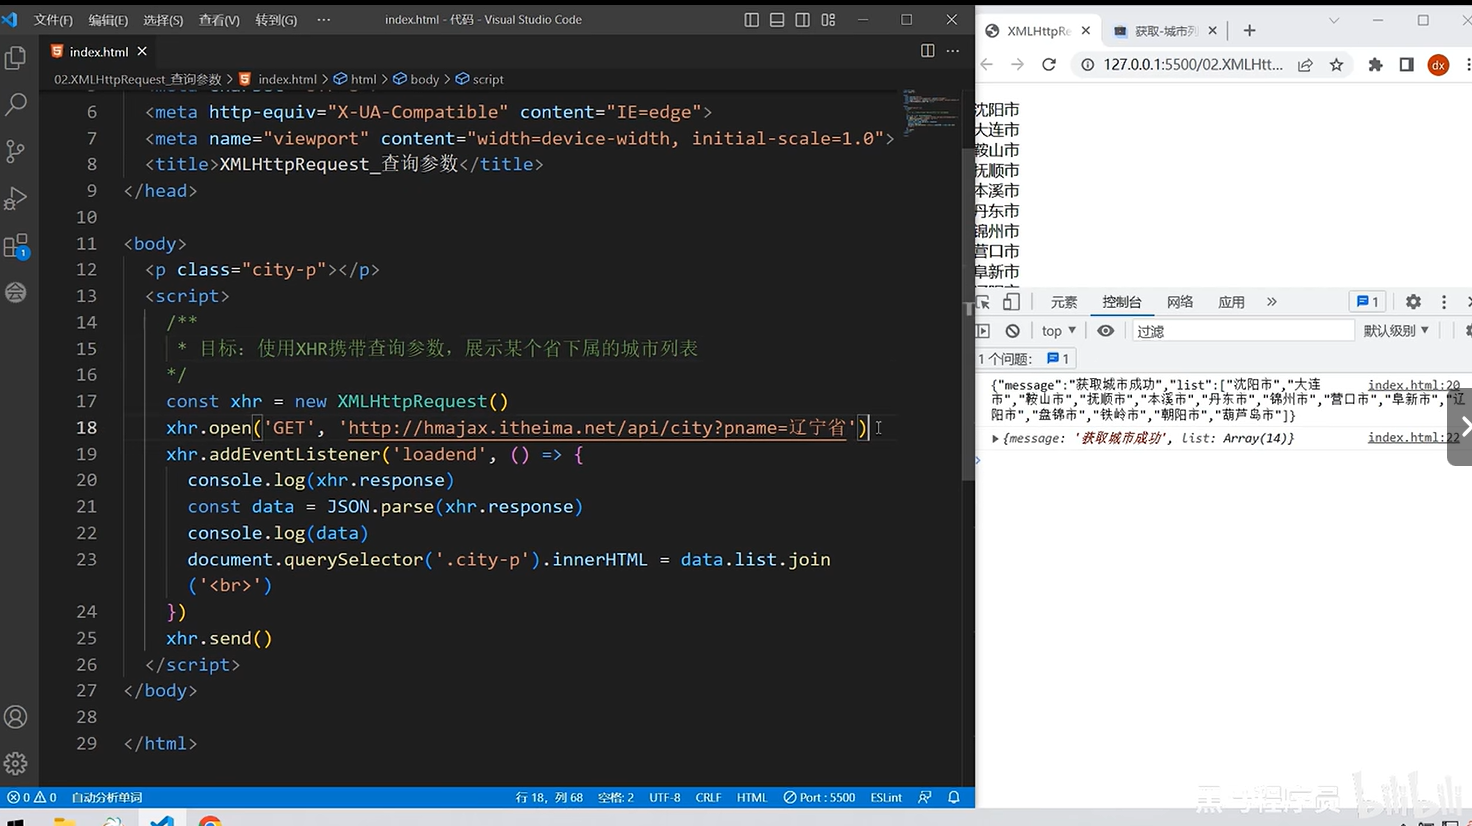 文件(F) 编辑(E) 选择(S) 查看(V) 转到(G) ··· index.html - 代码 - Visual Studio Code
index.html
02.XMLHttpRequest_查询参数 > index.html > html > body > script
6 <meta http-equiv="X-UA-Compatible" content="IE=edge">
7 <meta name="viewport" content="width=device-width, initial-scale=1.0">
8 <title>XMLHttpRequest_查询参数</title>
9 </head>
10
11 <body>
12 <p class="city-p"></p>
13 <script>
14 /**
15 * 目标：使用XHR携带查询参数，展示某个省下属的城市列表
16 */
17 const xhr = new XMLHttpRequest()
18 xhr.open('GET', 'http://hmajax.itheima.net/api/city?pname=辽宁省')
19 xhr.addEventListener('loadend', () => {
20 console.log(xhr.response)
21 const data = JSON.parse(xhr.response)
22 console.log(data)
23 document.querySelector('.city-p').innerHTML = data.list.join
('<br>')
24 })
25 xhr.send()
26 </script>
27 </body>
28
29 </html>
1
0 0 自动分析单词 行 18，列 68 空格: 2 UTF-8 CRLF HTML Port : 5500 ESLint
XMLHttpRe 获取-城市列
127.0.0.1:5500/02.XMLHtt... dx
沈阳市
大连市
鞍山市
抚顺市
本溪市
丹东市
锦州市
营口市
阜新市
元素 控制台 网络 应用 » 1
top 过滤 默认级别
1 个问题: 1
{"message":"获取城市成功","list":["沈阳市","大连 index.html:20
市","鞍山市","抚顺市","本溪市","丹东市","锦州市","营口市","阜新市","辽
阳市","盘锦市","铁岭市","朝阳市","葫芦岛市"]}
{message: '获取城市成功', list: Array(14)} index.html:22
黑马程序员 bilibili